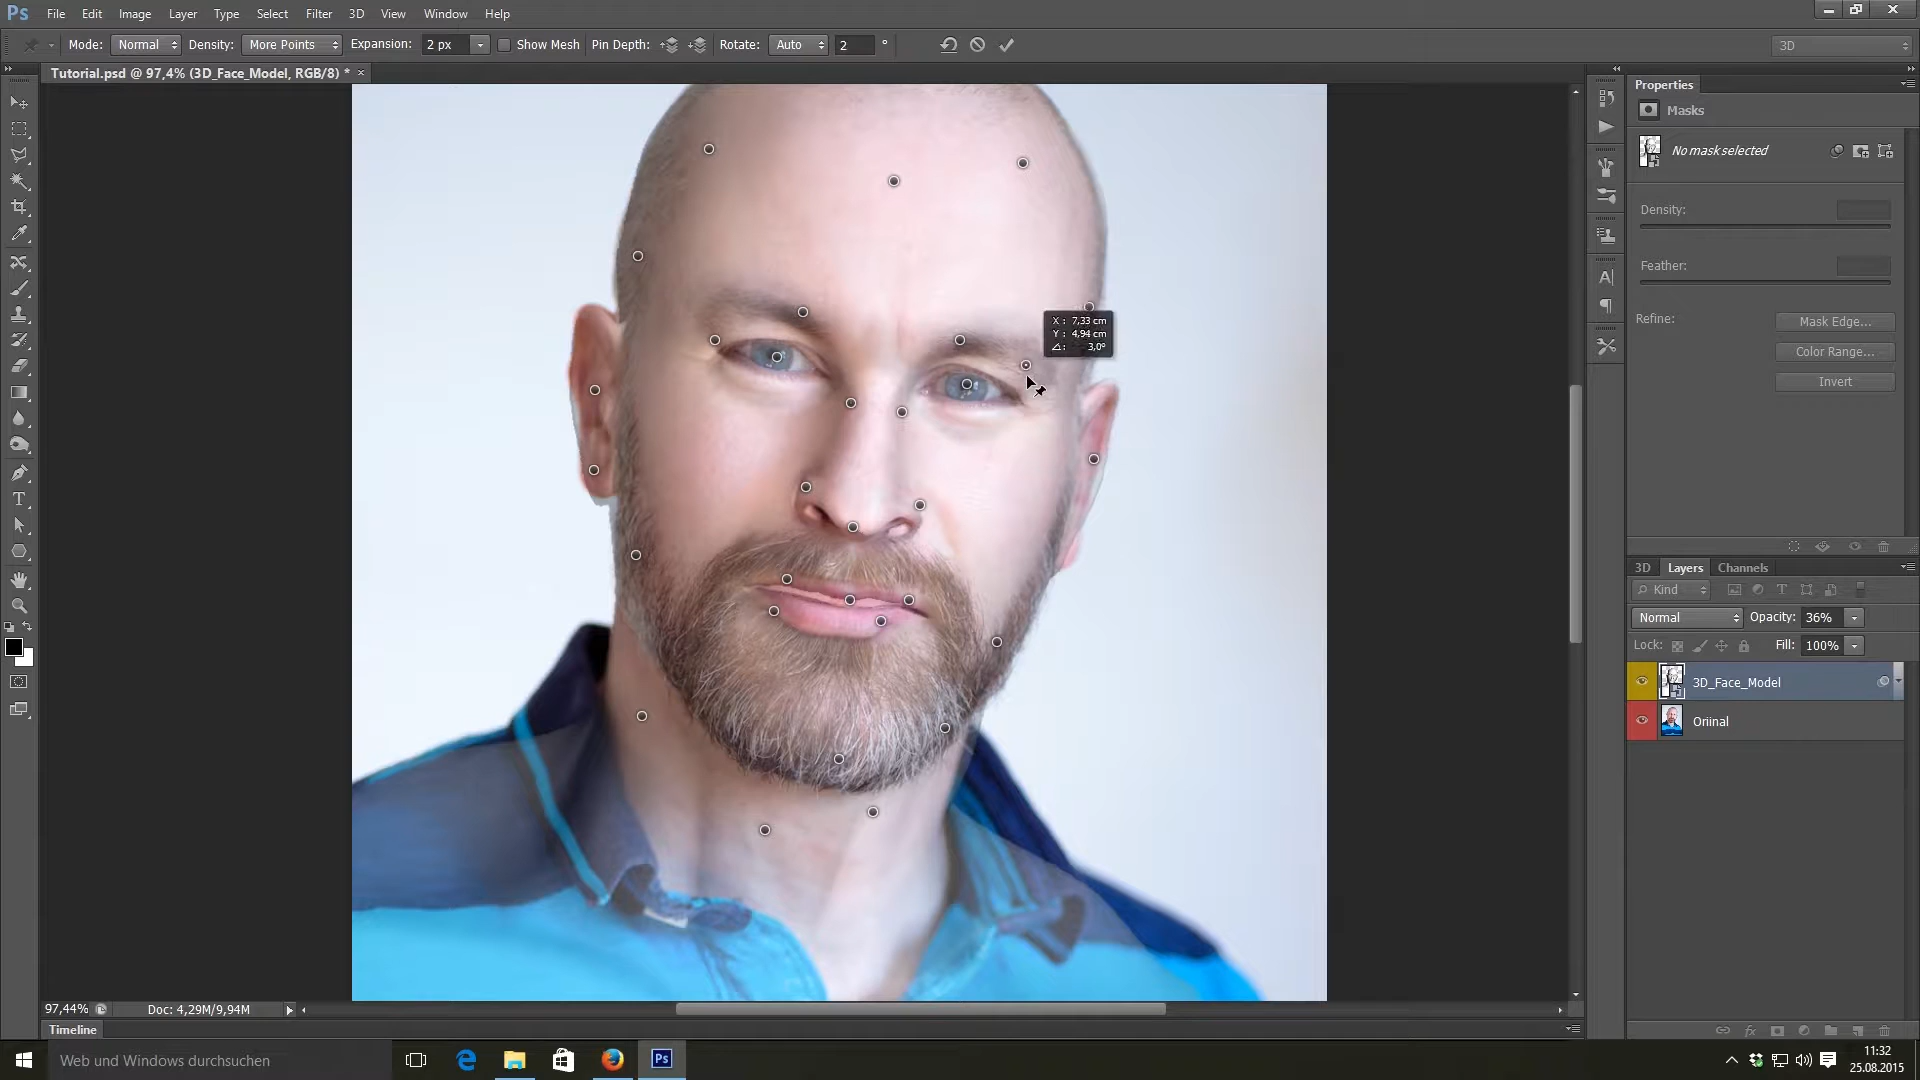 Ps File Edit Image Layer Type Select Filter 3D View Window Help
Mode: Normal Density: More Points Expansion: 2 px Show Mesh Pin Depth: Rotate: Auto 2 ° 3D
Tutorial.psd @ 97,4% (3D_Face_Model, RGB/8) * ×
Properties
Masks
No mask selected
Density:
Feather:
Refine: Mask Edge...
Color Range...
Invert
X : 7,33 cm
Y : 4,94 cm
⊿: 3,0°
3D Layers Channels
Kind
Normal Opacity: 36%
Lock: Fill: 100%
3D_Face_Model
Oriinal
97,44% Doc: 4,29M/9,94M
Timeline
Web und Windows durchsuchen
Ps
11:32
25.08.2015